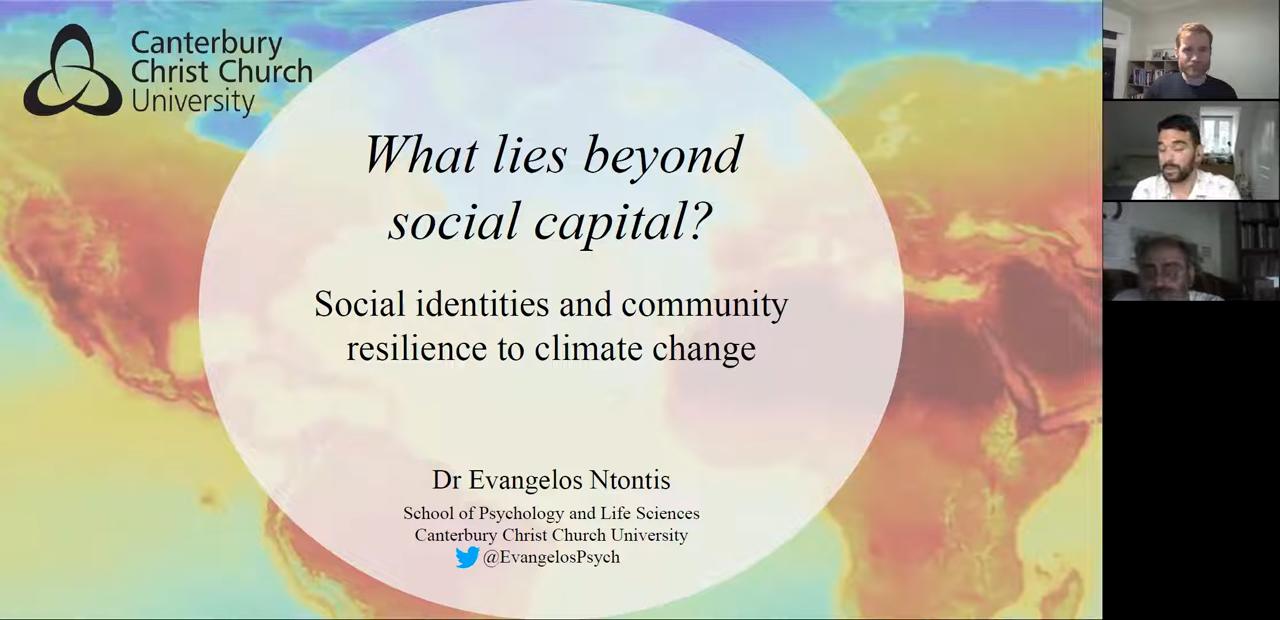 Canterbury
Christ Church
University
What lies beyond
social capital?
Social identities and community
resilience to climate change
Dr Evangelos Ntontis
School of Psychology and Life Sciences
Canterbury Christ Church University
@EvangelosPsych